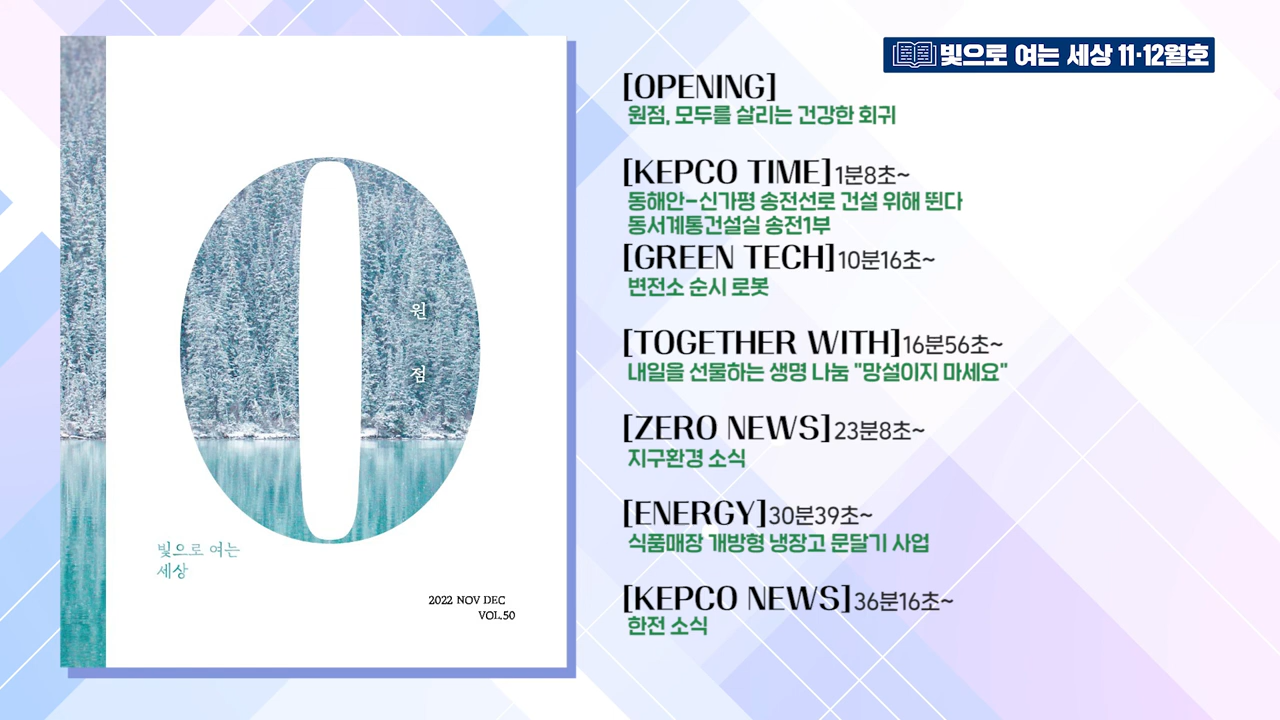 빛으로 여는 세상 11·12월호
0
원
점
빛으로 여는
세상
2022 NOV DEC
VOL.50
[OPENING]
원점, 모두를 살리는 건강한 회귀
[KEPCO TIME]1분8초~
동해안-신가평 송전선로 건설 위해 뛴다
동서계통건설실 송전1부
[GREEN TECH]10분16초~
변전소 순시 로봇
[TOGETHER WITH]16분56초~
내일을 선물하는 생명 나눔 "망설이지 마세요"
[ZERO NEWS]23분8초~
지구환경 소식
[ENERGY]30분39초~
식품매장 개방형 냉장고 문달기 사업
[KEPCO NEWS]36분16초~
한전 소식